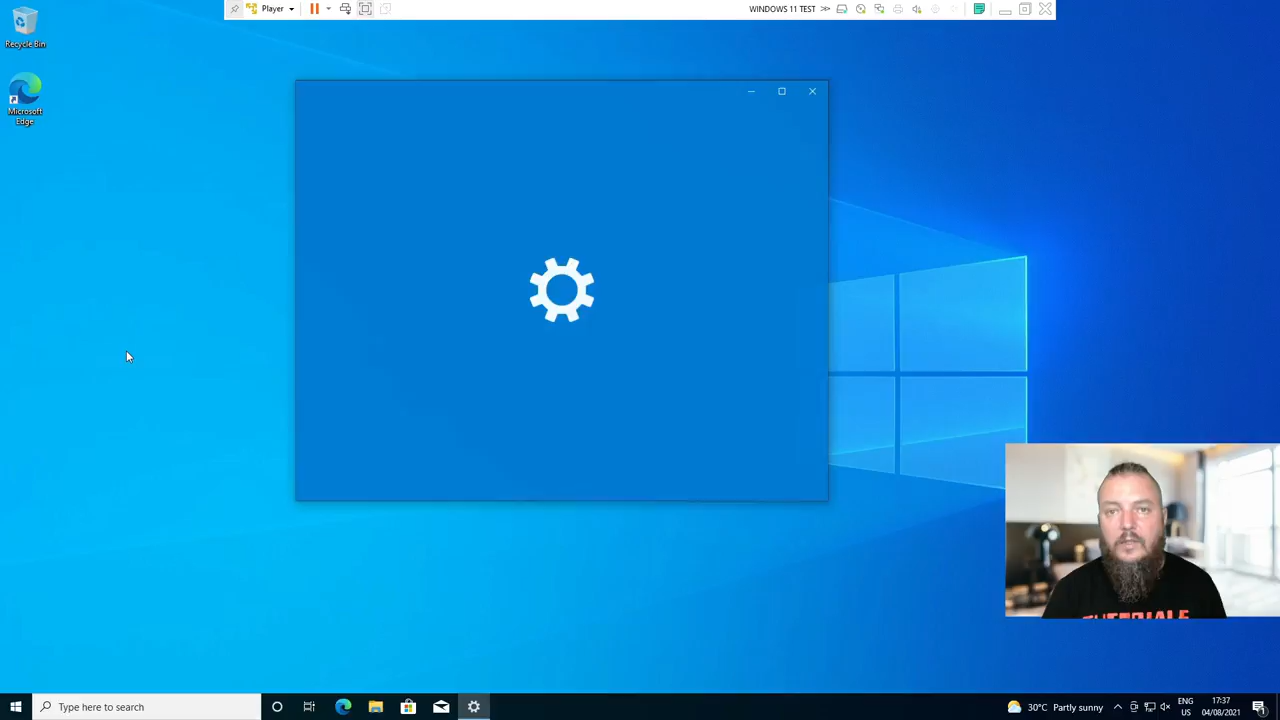 Player
WINDOWS 11 TEST
Recycle Bin
Microsoft
Edge
Type here to search
30°C Partly sunny
ENG
US
17:37
04/08/2021
1